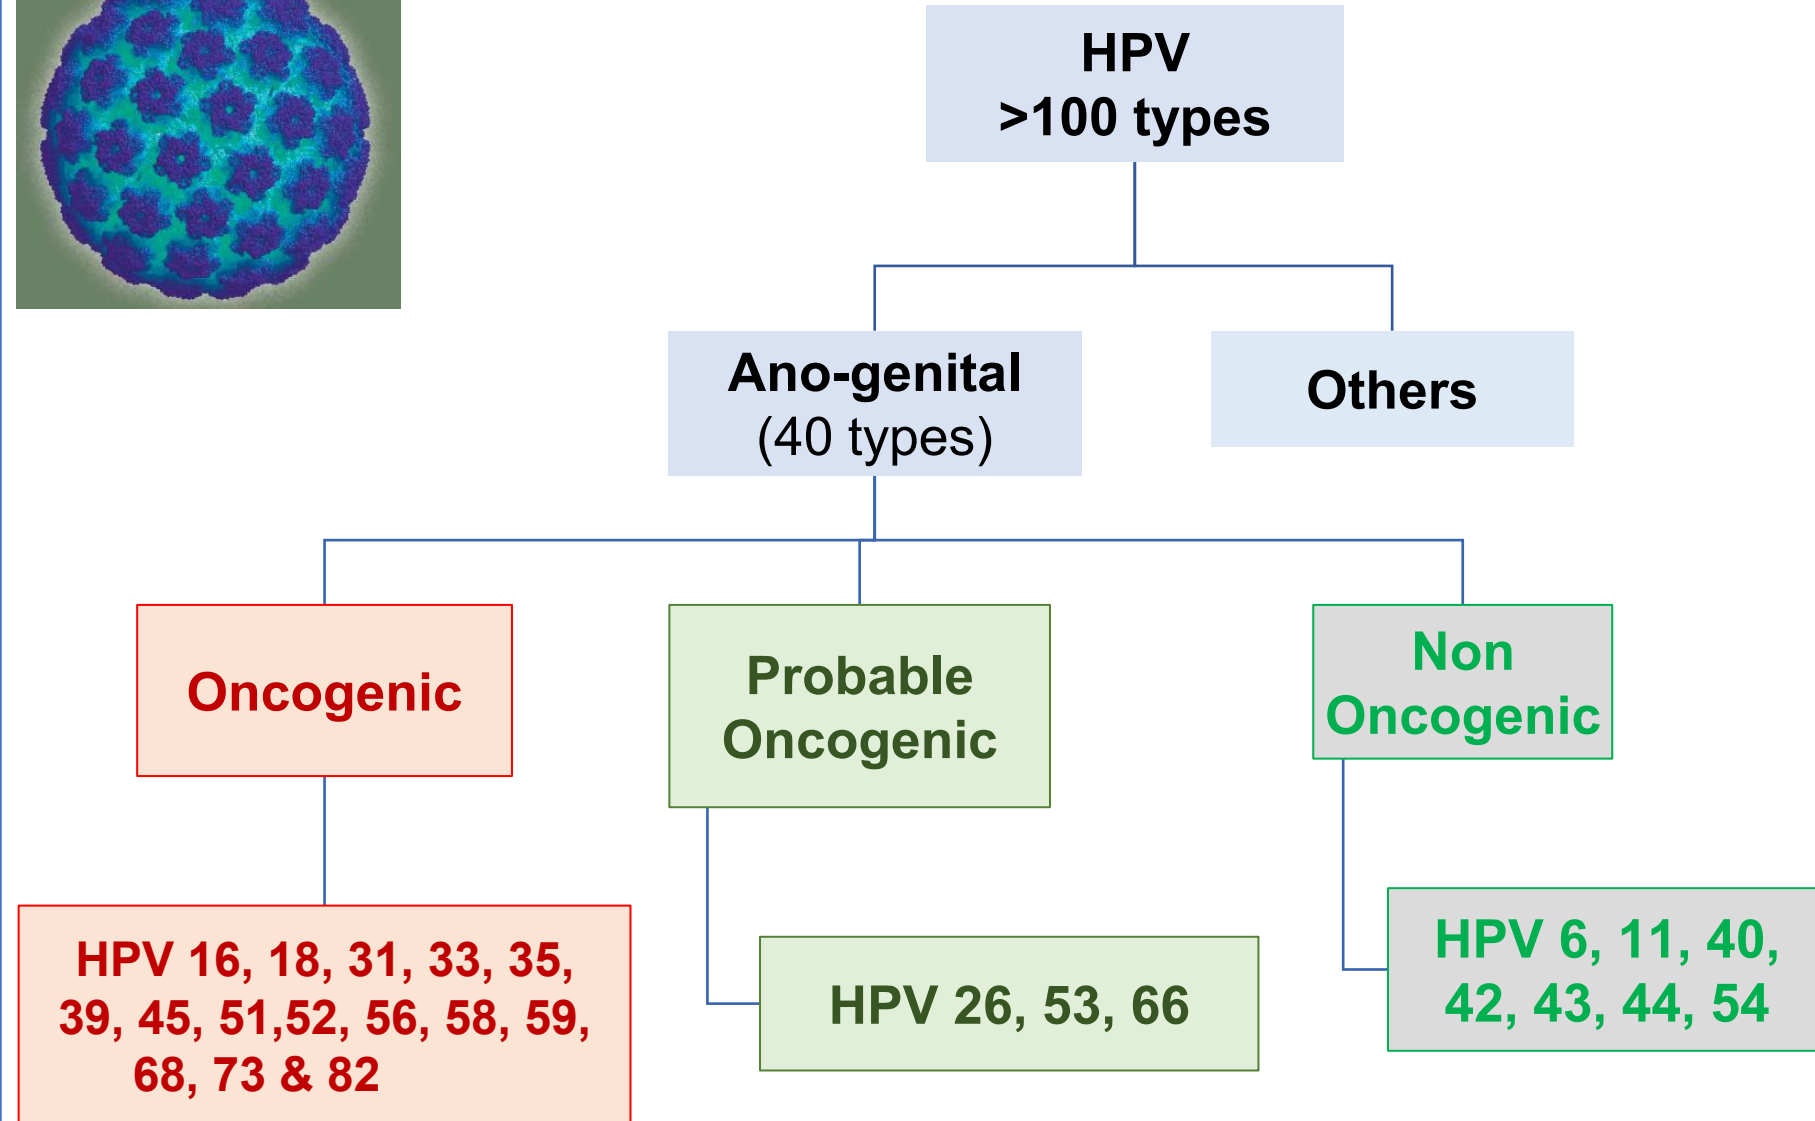 HPV
>100 types
Ano-genital
(40 types)
Others
Oncogenic
Probable
Oncogenic
Non
Oncogenic
HPV 16, 18, 31, 33, 35,
39, 45, 51,52, 56, 58, 59,
68, 73 & 82
HPV 26, 53, 66
HPV 6, 11, 40,
42, 43, 44, 54